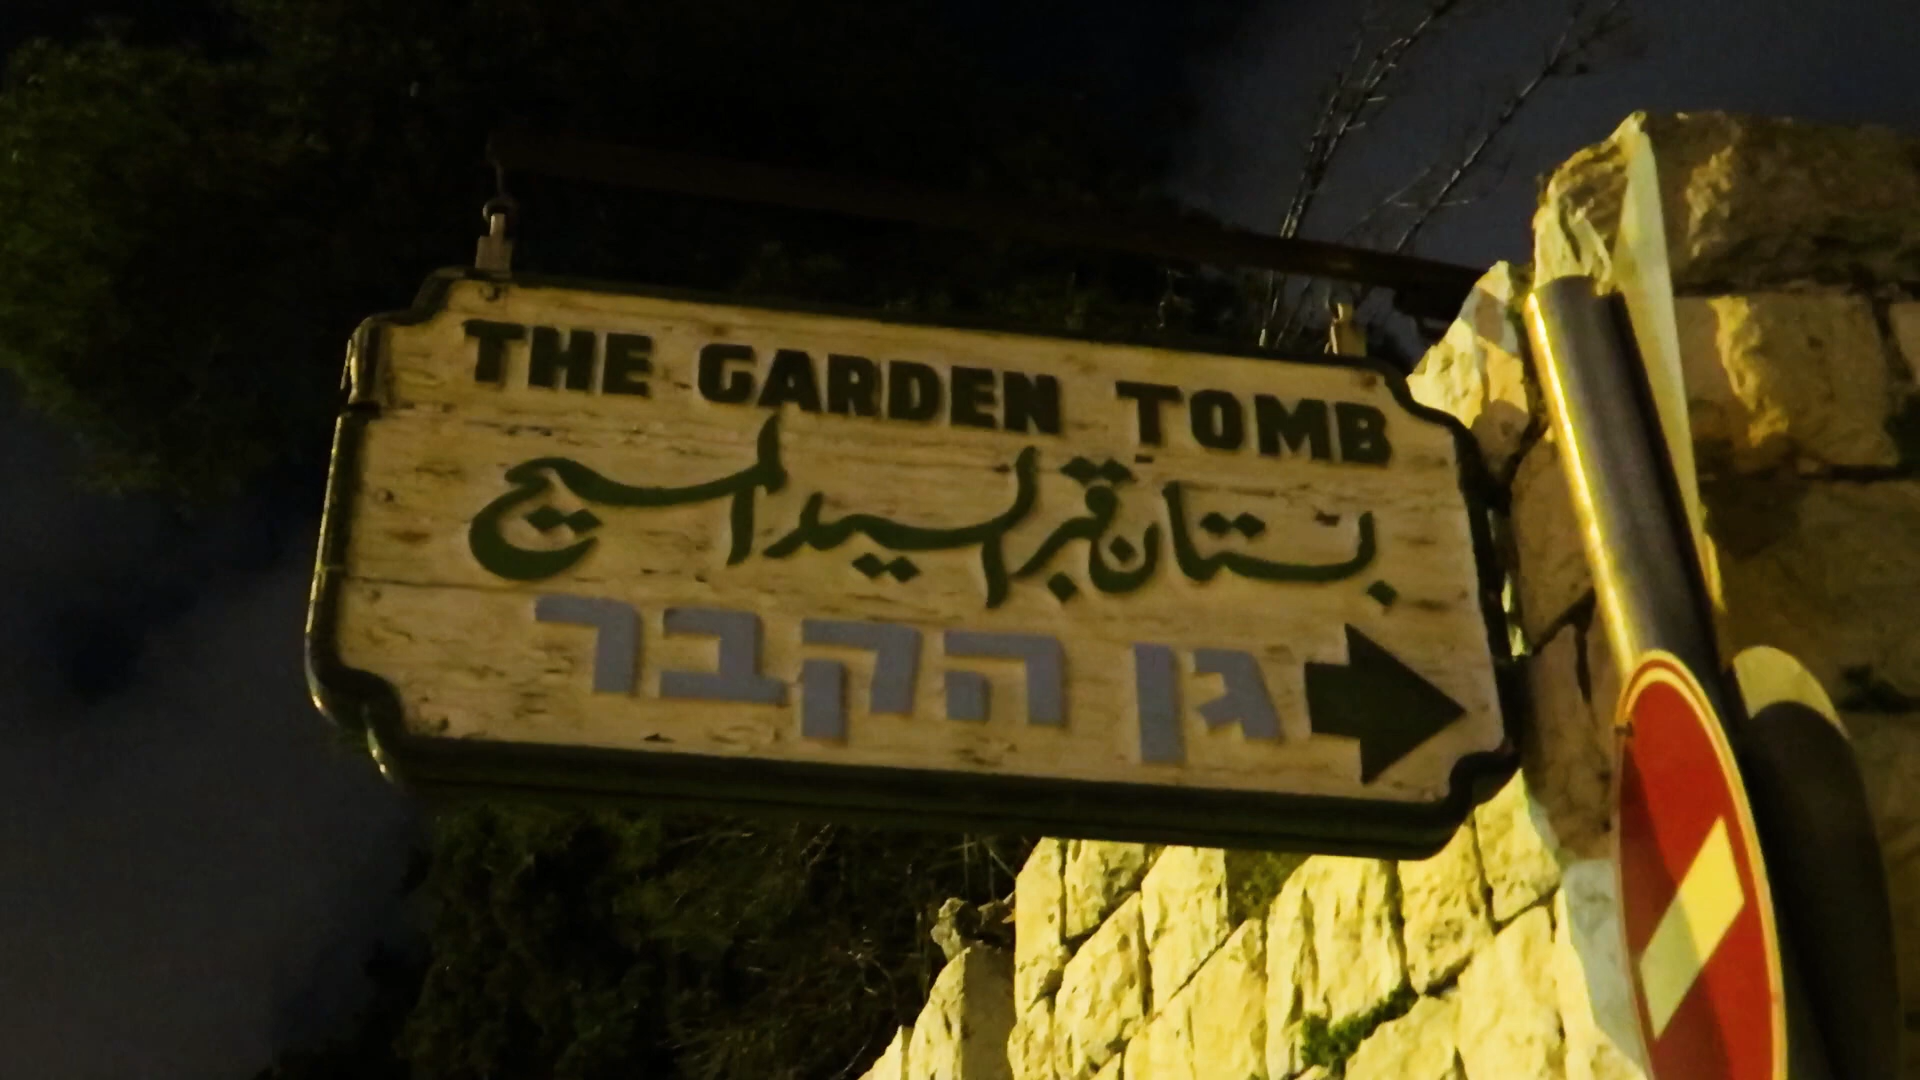 THE GARDEN TOMB
بستان قبر السيد المسيح
גן הקבר